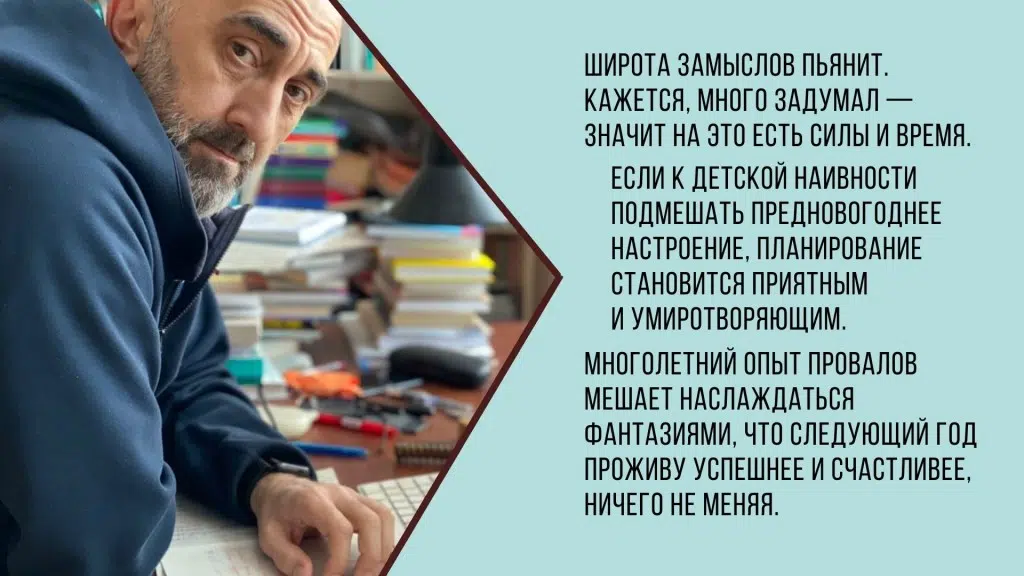 ШИРОТА ЗАМЫСЛОВ ПЬЯНИТ.
КАЖЕТСЯ, МНОГО ЗАДУМАЛ —
ЗНАЧИТ НА ЭТО ЕСТЬ СИЛЫ И ВРЕМЯ.
ЕСЛИ К ДЕТСКОЙ НАИВНОСТИ
ПОДМЕШАТЬ ПРЕДНОВОГОДНЕЕ
НАСТРОЕНИЕ, ПЛАНИРОВАНИЕ
СТАНОВИТСЯ ПРИЯТНЫМ
И УМИРОТВОРЯЮЩИМ.
МНОГОЛЕТНИЙ ОПЫТ ПРОВАЛОВ
МЕШАЕТ НАСЛАЖДАТЬСЯ
ФАНТАЗИЯМИ, ЧТО СЛЕДУЮЩИЙ ГОД
ПРОЖИВУ УСПЕШНЕЕ И СЧАСТЛИВЕЕ,
НИЧЕГО НЕ МЕНЯЯ.